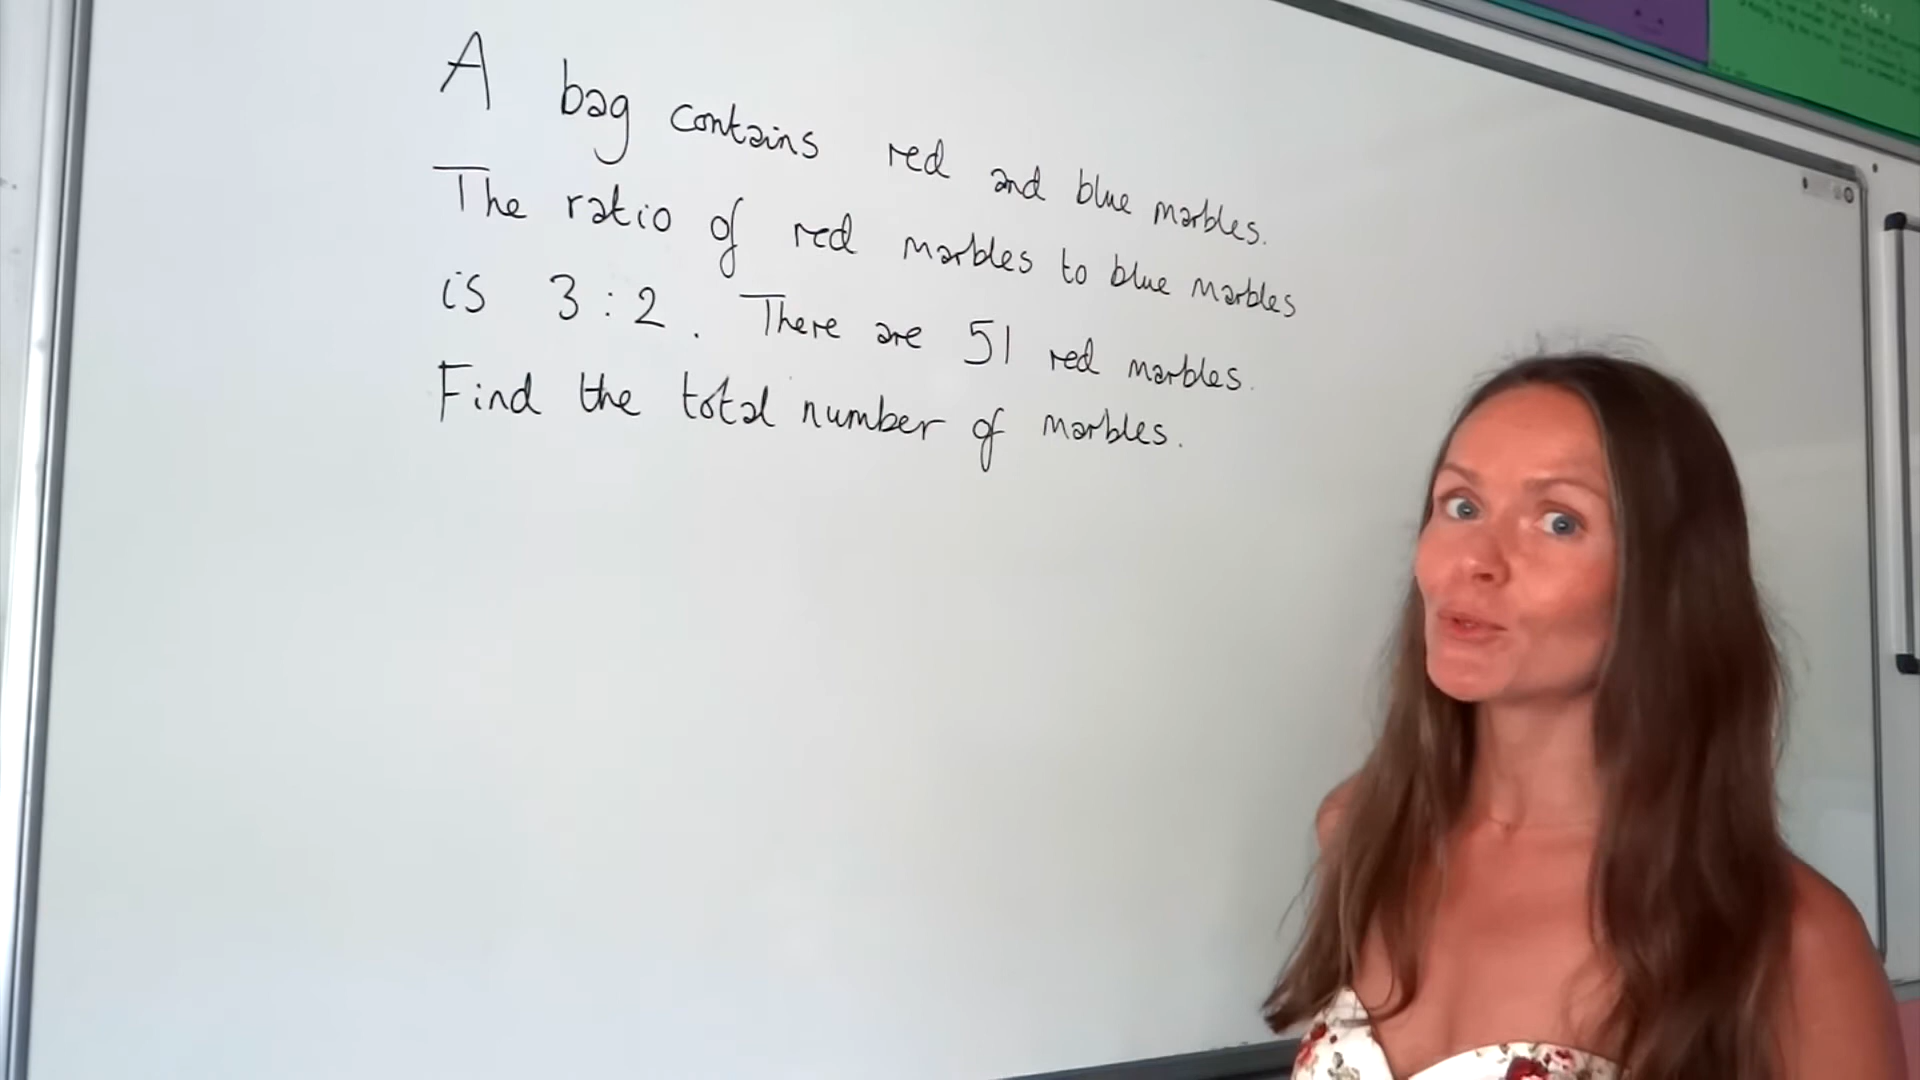 A bag contains red and blue marbles.
The ratio of red marbles to blue marbles
is 3 : 2 . There are 51 red marbles.
Find the total number of marbles.